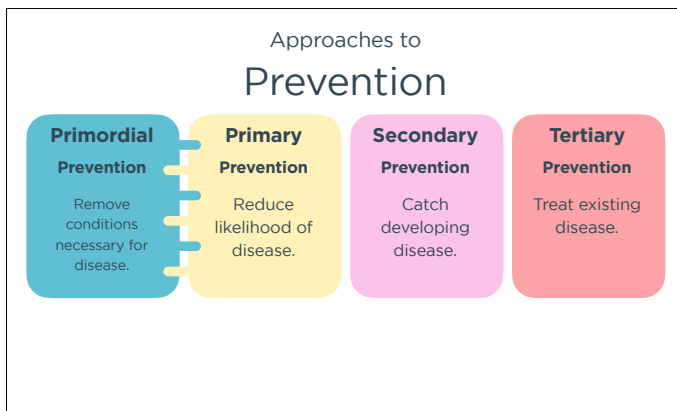 Approaches to
Prevention
Primordial
Prevention
Remove
conditions
necessary for
disease.
Primary
Prevention
Reduce
likelihood of
disease.
Secondary
Prevention
Catch
developing
disease.
Tertiary
Prevention
Treat existing
disease.